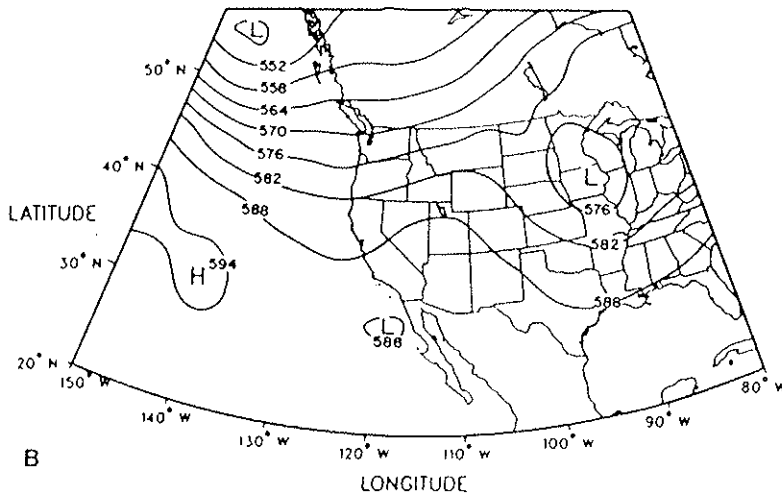 L
50° N
552
558
564
570
576
40° N
582
L
LATITUDE
588
576
582
30° N
H
594
588
L
588
20° N
150° W
80° W
140° W
90° W
130° W
100° W
120° W
110° W
B
LONGITUDE